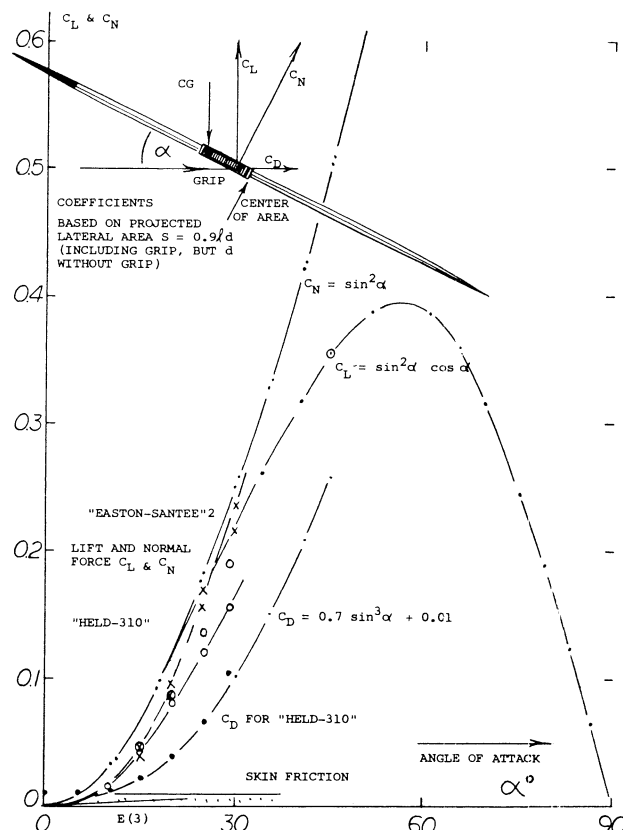 C_L & C_N
0.6
C_L
C_N
CG
α
C_D
0.5
GRIP
CENTER
OF AREA
COEFFICIENTS
BASED ON PROJECTED
LATERAL AREA S = 0.9ℓd
(INCLUDING GRIP, BUT d
WITHOUT GRIP)
C_N = sin²α
0.4
C_L = sin²α cos α
0.3
"EASTON-SANTEE"2
0.2
LIFT AND NORMAL
FORCE C_L & C_N
"HELD-310"
C_D = 0.7 sin³α + 0.01
0.1
C_D FOR "HELD-310"
ANGLE OF ATTACK
α°
SKIN FRICTION
0
0
E(3)
30
60
90